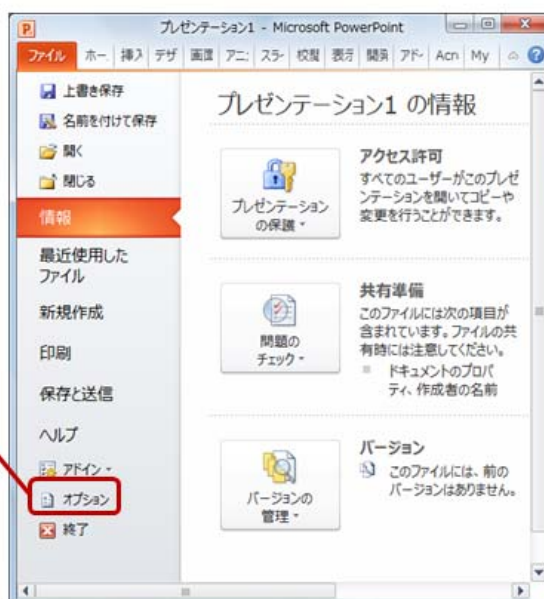 プレゼンテーション1 - Microsoft PowerPoint
ファイル ホー. 挿入 デザ 画面 アニ: スラ- 校閲 表示 開発 アド- Acn My
上書き保存
名前を付けて保存
開く
閉じる
情報
最近使用した
ファイル
新規作成
印刷
保存と送信
ヘルプ
アドイン
オプション
終了
プレゼンテーション1 の情報
プレゼンテーション
の保護
アクセス許可
すべてのユーザーがこのプレゼ
ンテーションを開いてコピーや
変更を行うことができます。
問題の
チェック
共有準備
このファイルには次の項目が
含まれています。ファイルの共
有時には注意してください。
ドキュメントのプロパ
ティ、作成者の名前
バージョンの
管理
バージョン
このファイルには、前の
バージョンはありません。